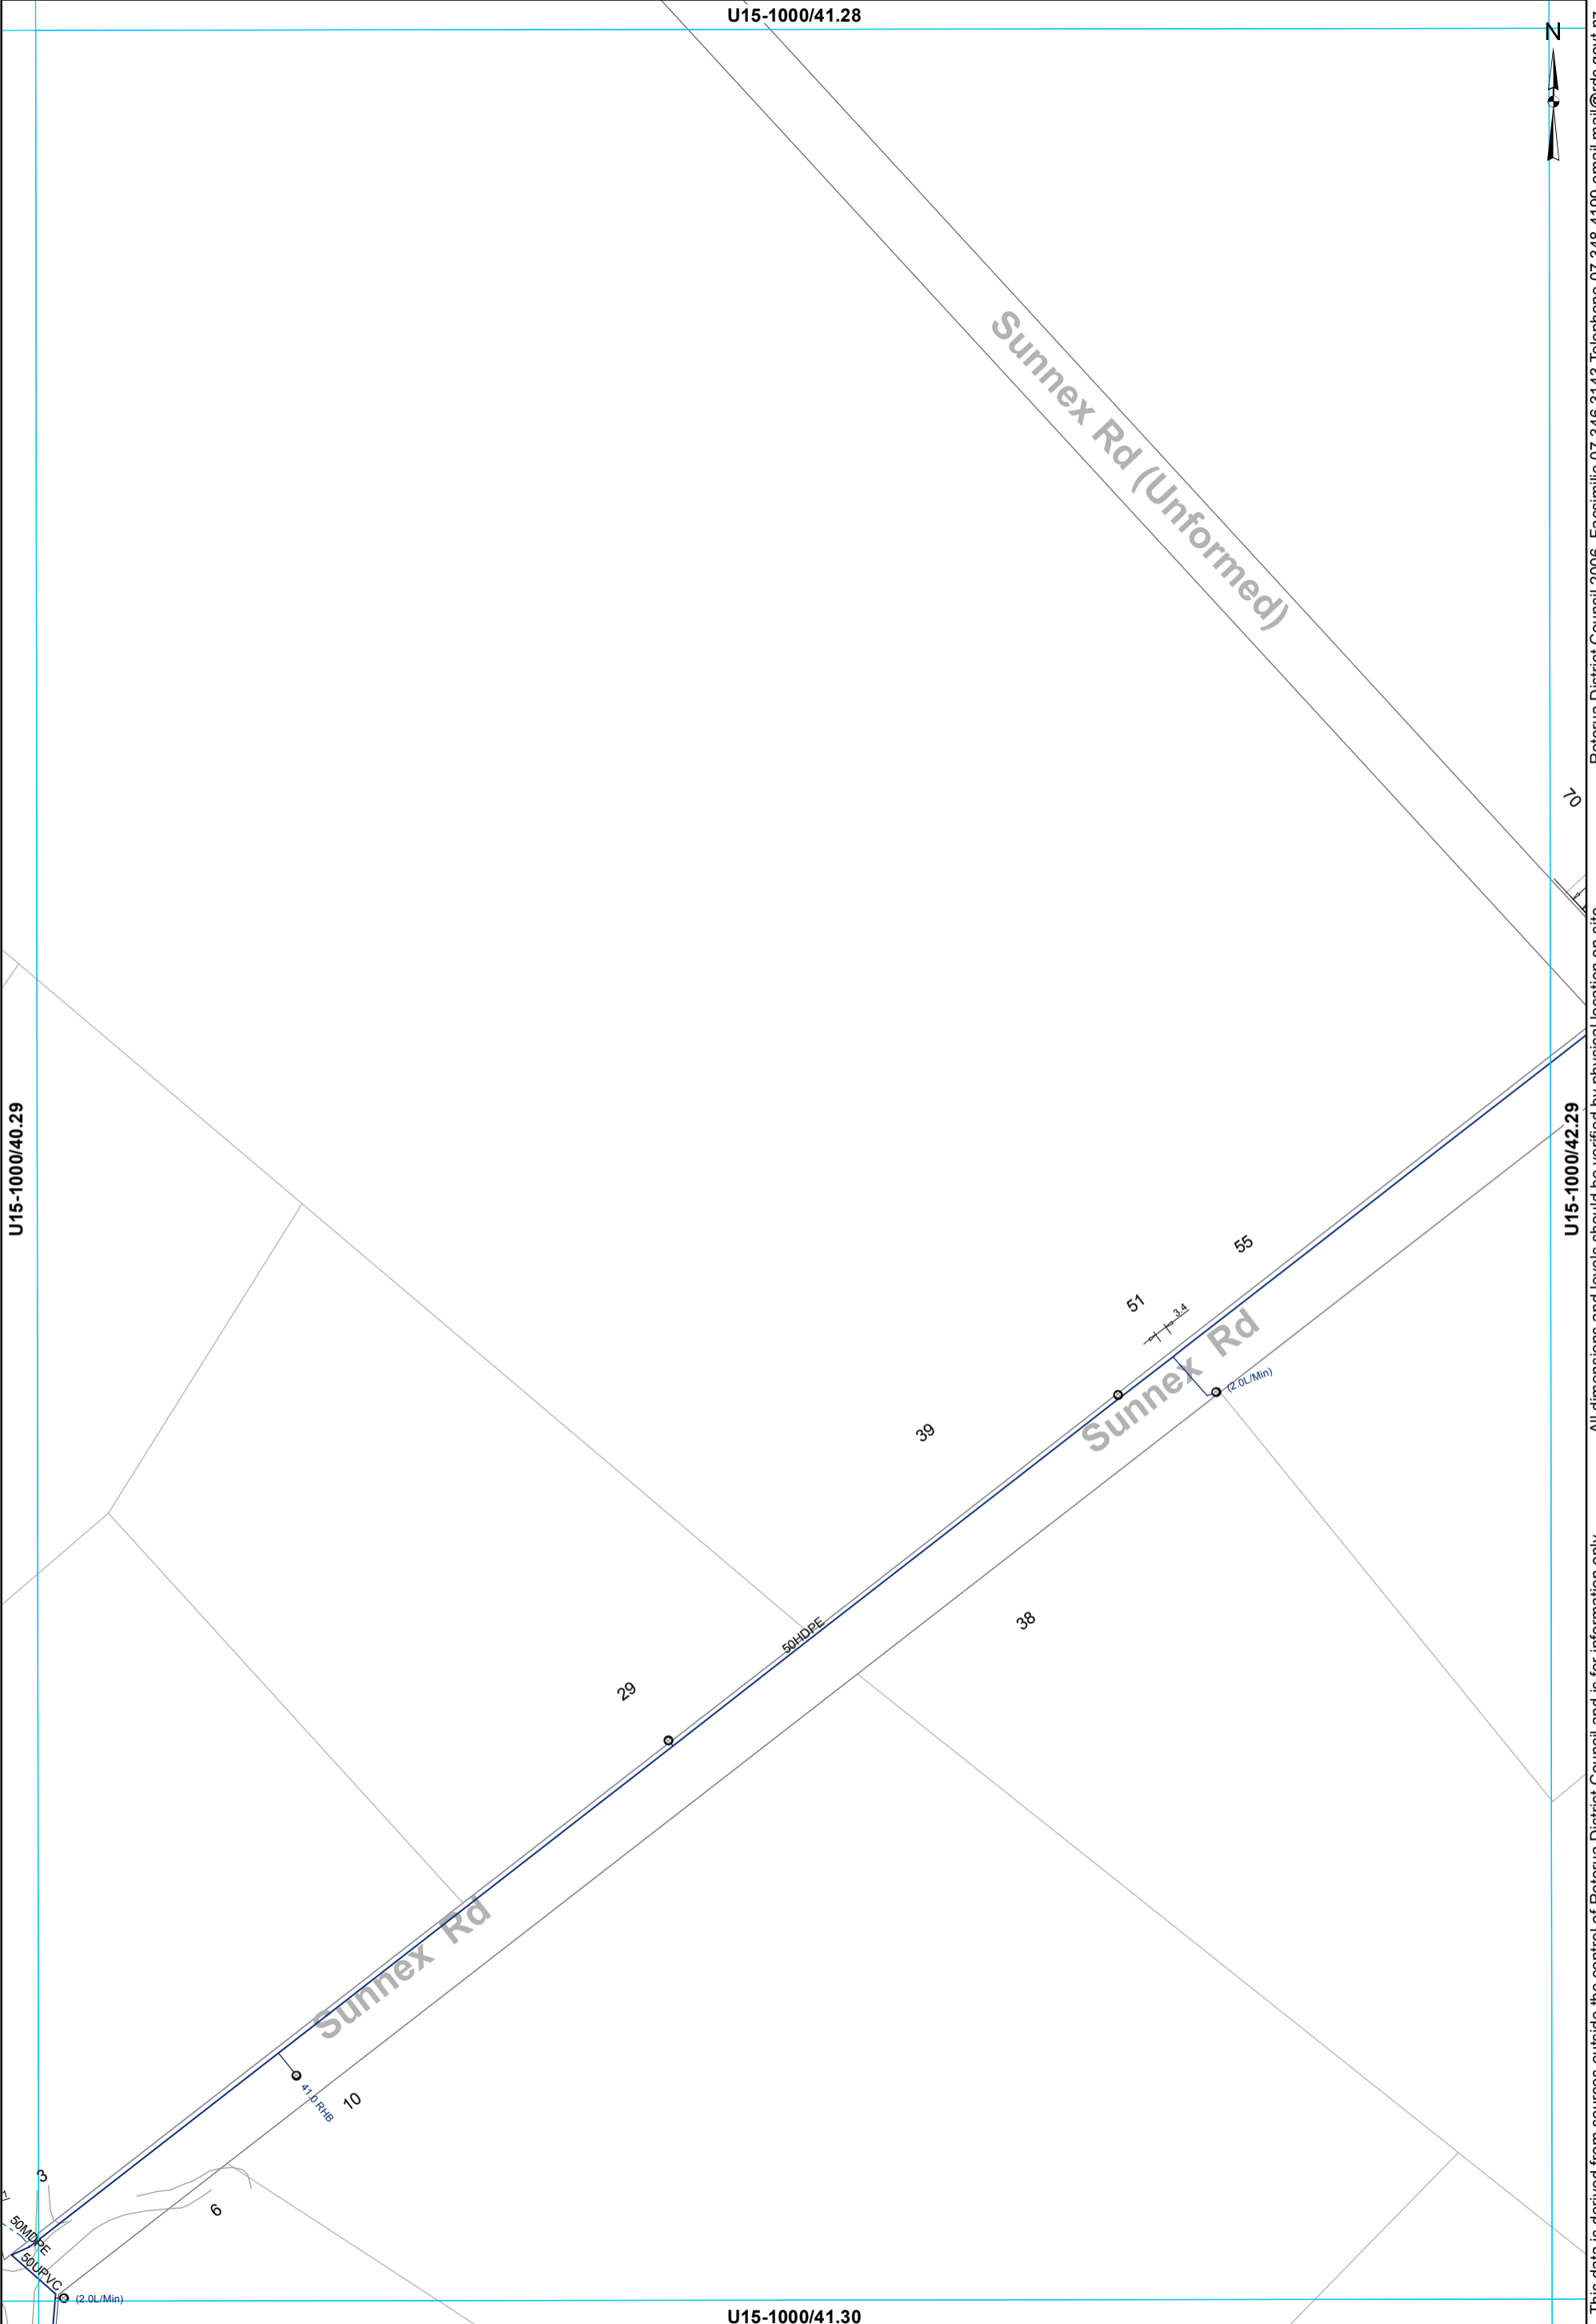 U15-1000/41.28
N
Sunnex Rd (Unformed)
70
U15-1000/40.29
U15-1000/42.29
55
51
3.4
Sunnex Rd
(2.0L/Min)
39
38
50HDPE
29
Sunnex Rd
41.0 RHB
10
3
6
50MDPE
50UPVC
(2.0L/Min)
U15-1000/41.30